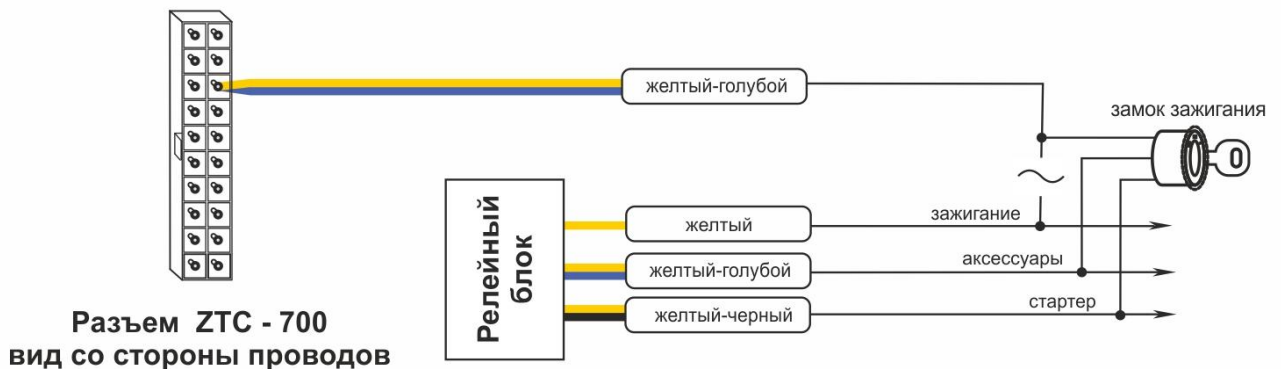 желтый-голубой
замок зажигания
Релейный
блок
желтый
зажигание
желтый-голубой
аксессуары
желтый-черный
стартер
Разъем ZTC - 700
вид со стороны проводов